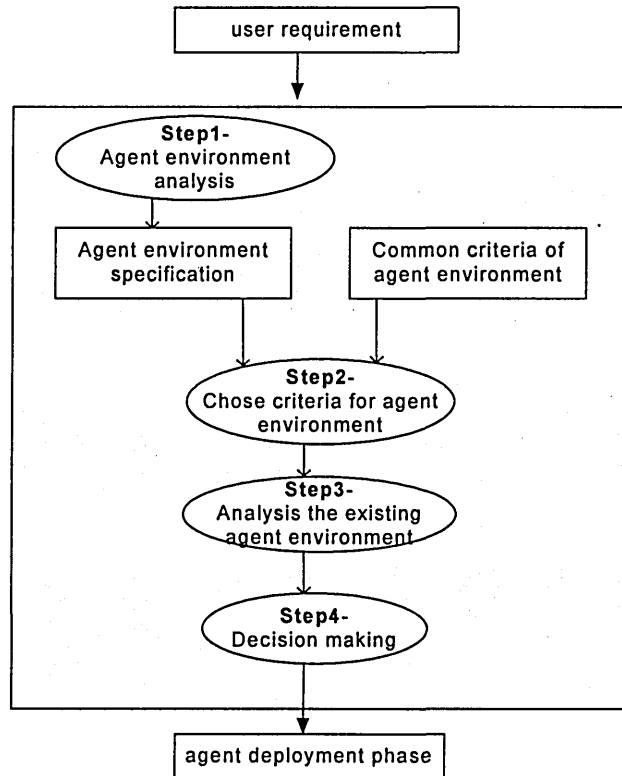 user requirement
Step1-
Agent environment
analysis
Agent environment
specification
Common criteria of
agent environment
Step2-
Chose criteria for agent
environment
Step3-
Analysis the existing
agent environment
Step4-
Decision making
agent deployment phase